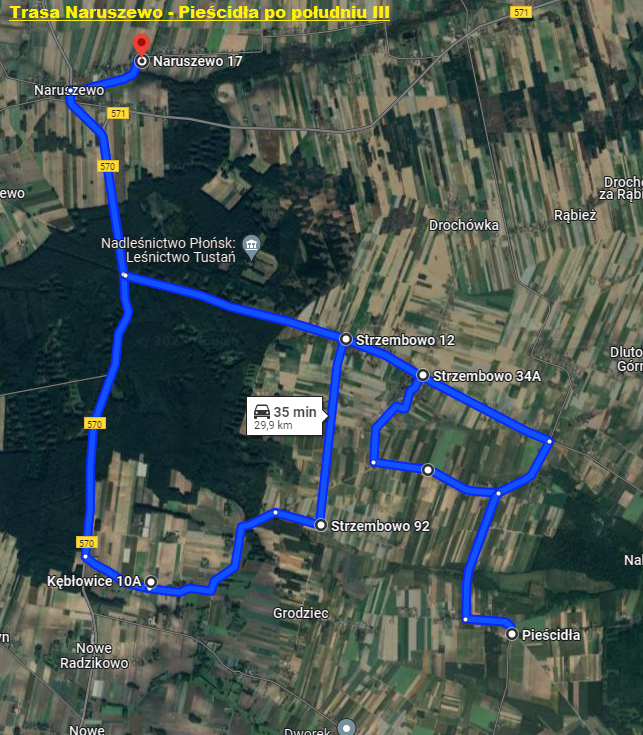 Trasa Naruszewo - Pieścidła po południu III
571
Naruszewo 17
Naruszewo
571
570
ewo
Droch
za Rąbi
Rąbież
Drochówka
Nadleśnictwo Płońsk:
Leśnictwo Tustań
Strzembowo 12
Dluto
Górn
Strzembowo 34A
35 min
29,9 km
570
Strzembowo 92
570
Kębłowice 10A
Nal
Grodziec
Pieścidła
yn
Nowe
Radzikowo
Nowe
Dworek